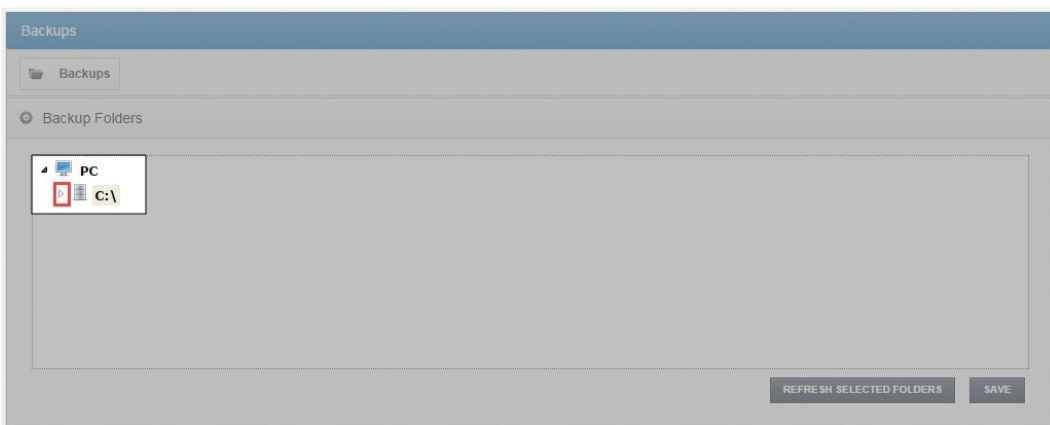 Backups
Backups
Backup Folders
PC
C:\
REFRESH SELECTED FOLDERS SAVE